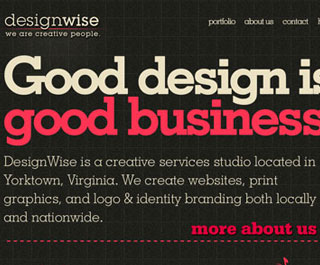 designwise
we are creative people.
portfolio about us contact
Good design is
good business
DesignWise is a creative services studio located in
Yorktown, Virginia. We create websites, print
graphics, and logo & identity branding both locally
and nationwide.
more about us